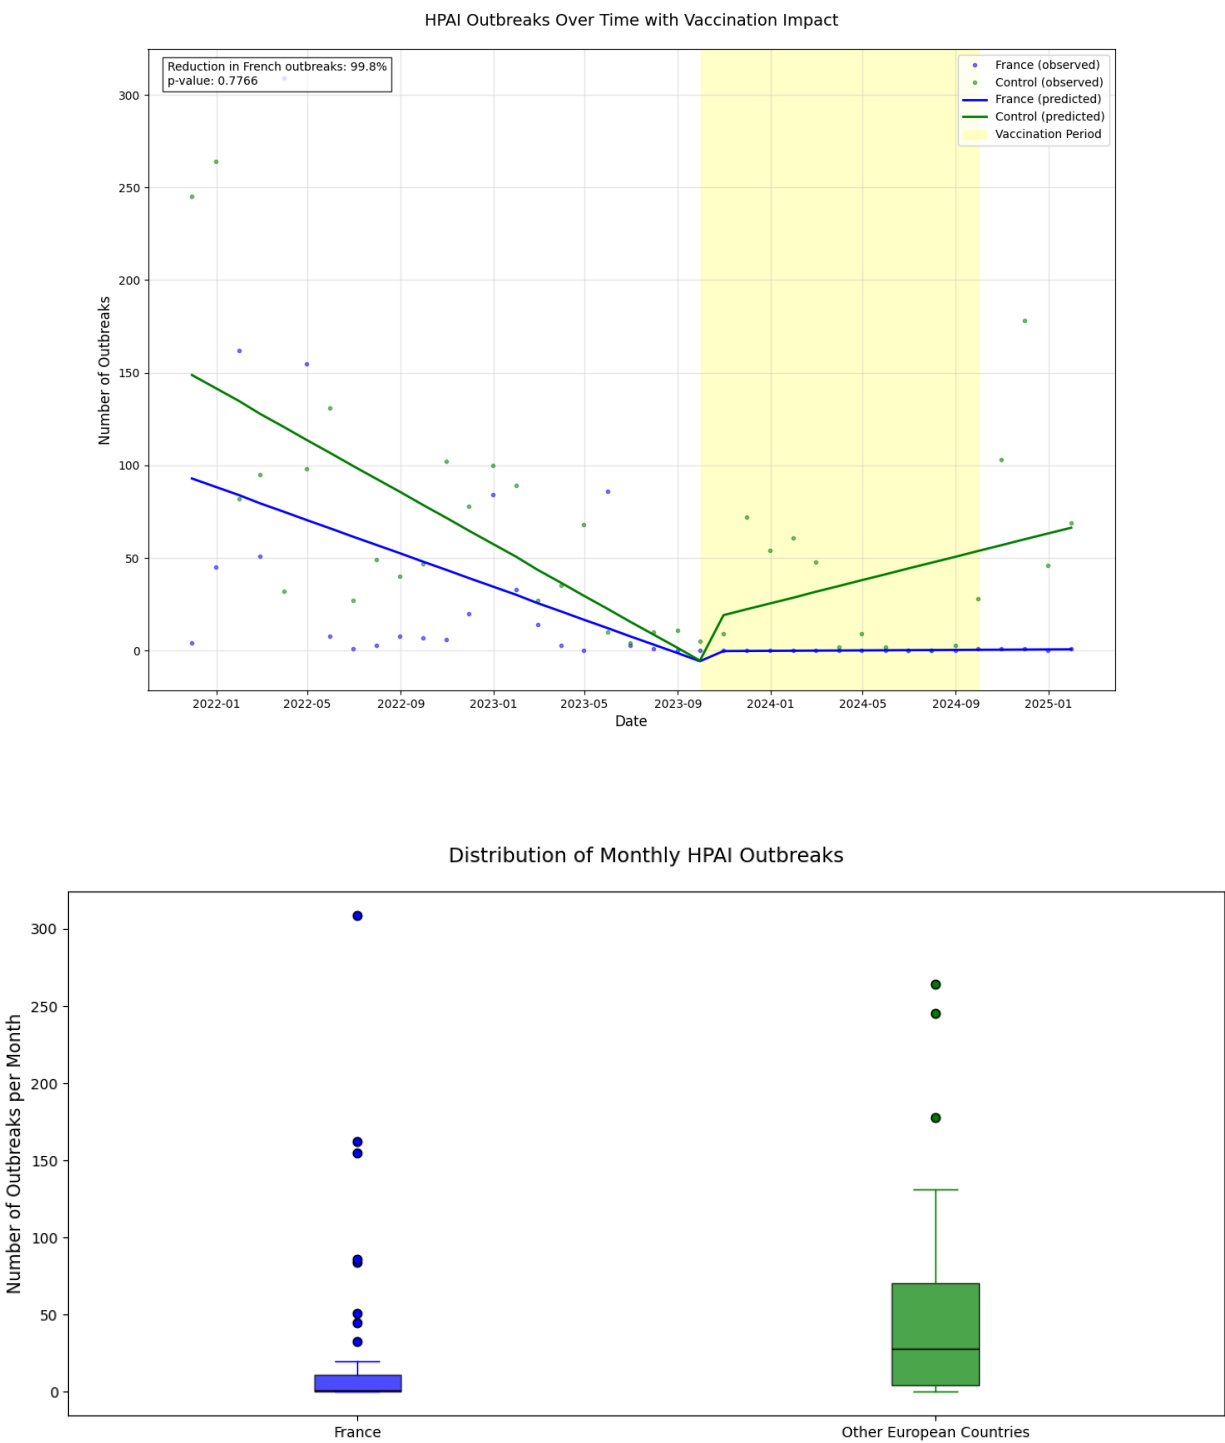 HPAI Outbreaks Over Time with Vaccination Impact
Reduction in French outbreaks: 99.8%
p-value: 0.7766
France (observed)
Control (observed)
France (predicted)
Control (predicted)
Vaccination Period
Number of Outbreaks
300
250
200
150
100
50
0
2022-01
2022-05
2022-09
2023-01
2023-05
2023-09
2024-01
2024-05
2024-09
2025-01
Date
Distribution of Monthly HPAI Outbreaks
Number of Outbreaks per Month
300
250
200
150
100
50
0
France
Other European Countries